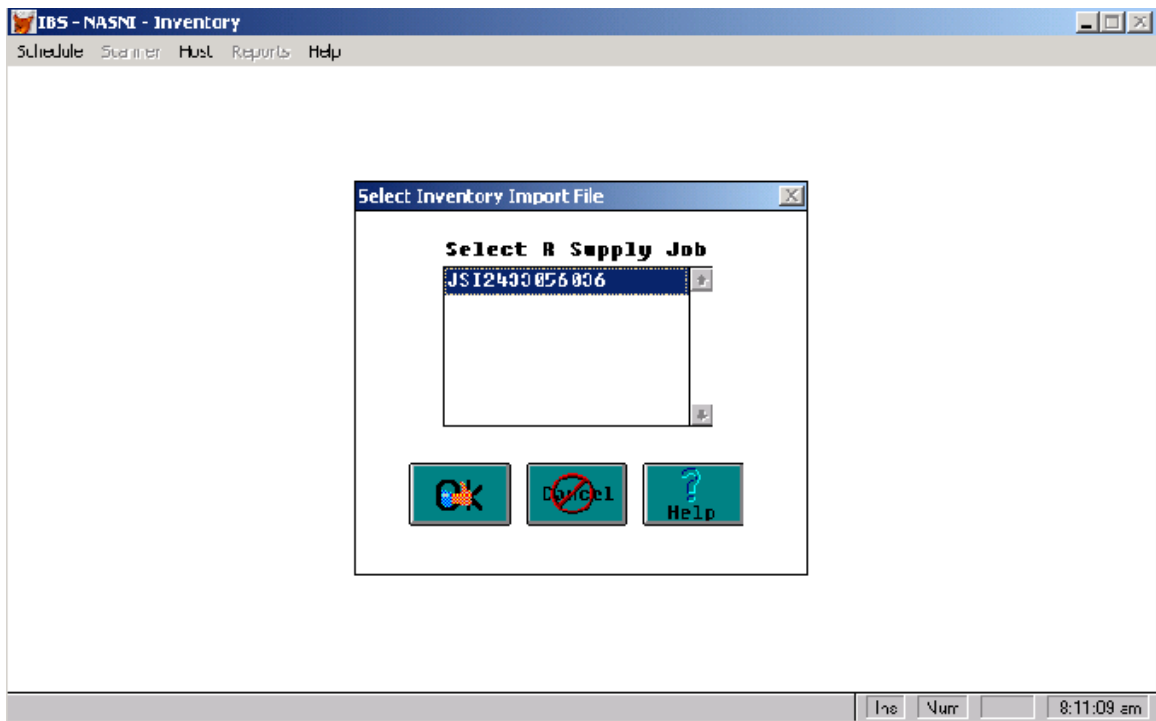 IBS - NASNI - Inventory
Schedule Scanner Host Reports Help
Select Inventory Import File
Select R Supply Job
Ok Cancel Help
Ins Num 8:11:09 am